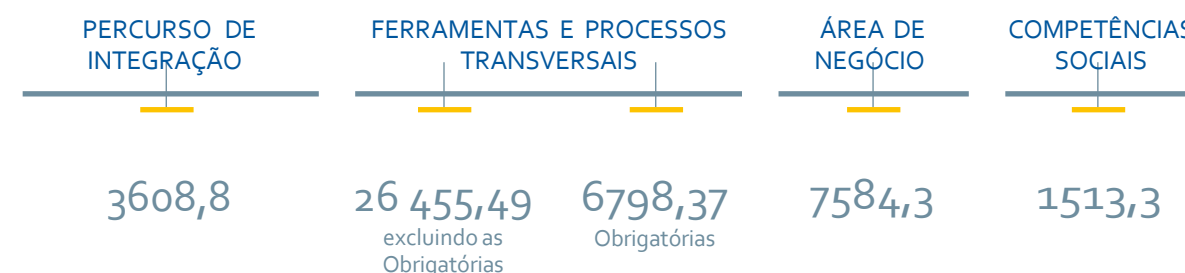 PERCURSO DE
INTEGRAÇÃO
FERRAMENTAS E PROCESSOS
TRANSVERSAIS
ÁREA DE
NEGÓCIO
COMPETÊNCIAS
SOCIAIS
3608,8
26 455,49
excluindo as
Obrigatórias
6798,37
Obrigatórias
7584,3
1513,3